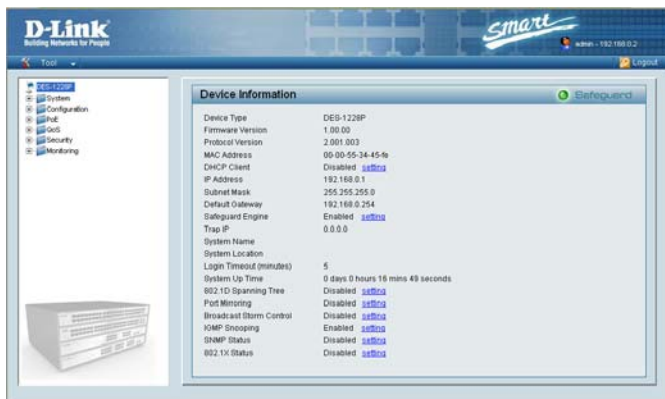 D-Link
Building Networks for People
smart
admin - 192.168.0.2
Tool
Logout
DES-1228P
System
Configuration
PoE
QoS
Security
Monitoring
Device Information
Safeguard
Device Type DES-1228P
Firmware Version 1.00.00
Protocol Version 2.001.003
MAC Address 00-00-55-34-45-fe
DHCP Client Disabled setting
IP Address 192.168.0.1
Subnet Mask 255.255.255.0
Default Gateway 192.168.0.254
Safeguard Engine Enabled setting
Trap IP 0.0.0.0
System Name
System Location
Login Timeout (minutes) 5
System Up Time 0 days 0 hours 16 mins 49 seconds
802.1D Spanning Tree Disabled setting
Port Mirroring Disabled setting
Broadcast Storm Control Disabled setting
IGMP Snooping Enabled setting
SNMP Status Disabled setting
802.1X Status Disabled setting